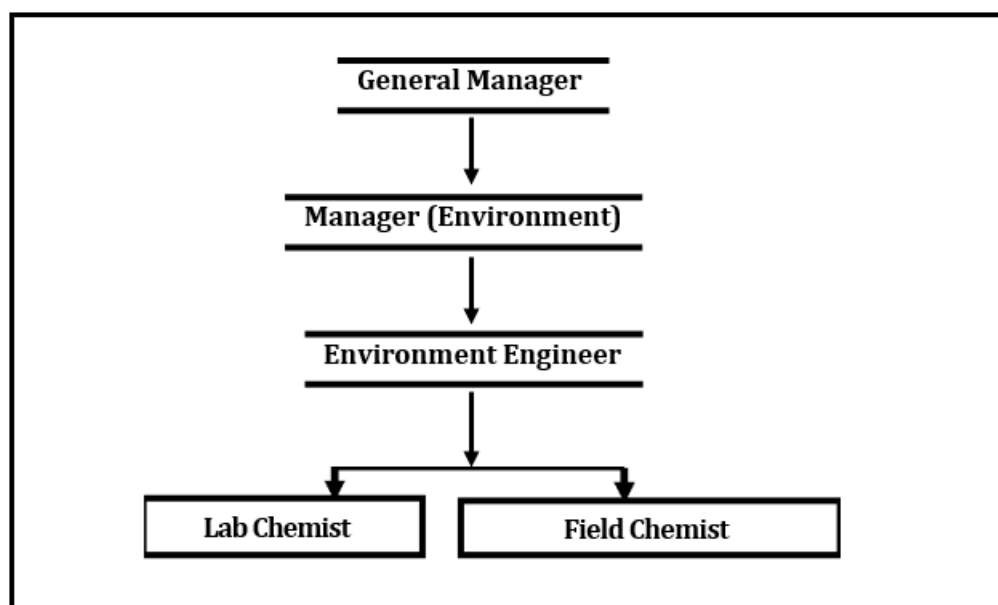 General Manager
Manager (Environment)
Environment Engineer
Lab Chemist
Field Chemist